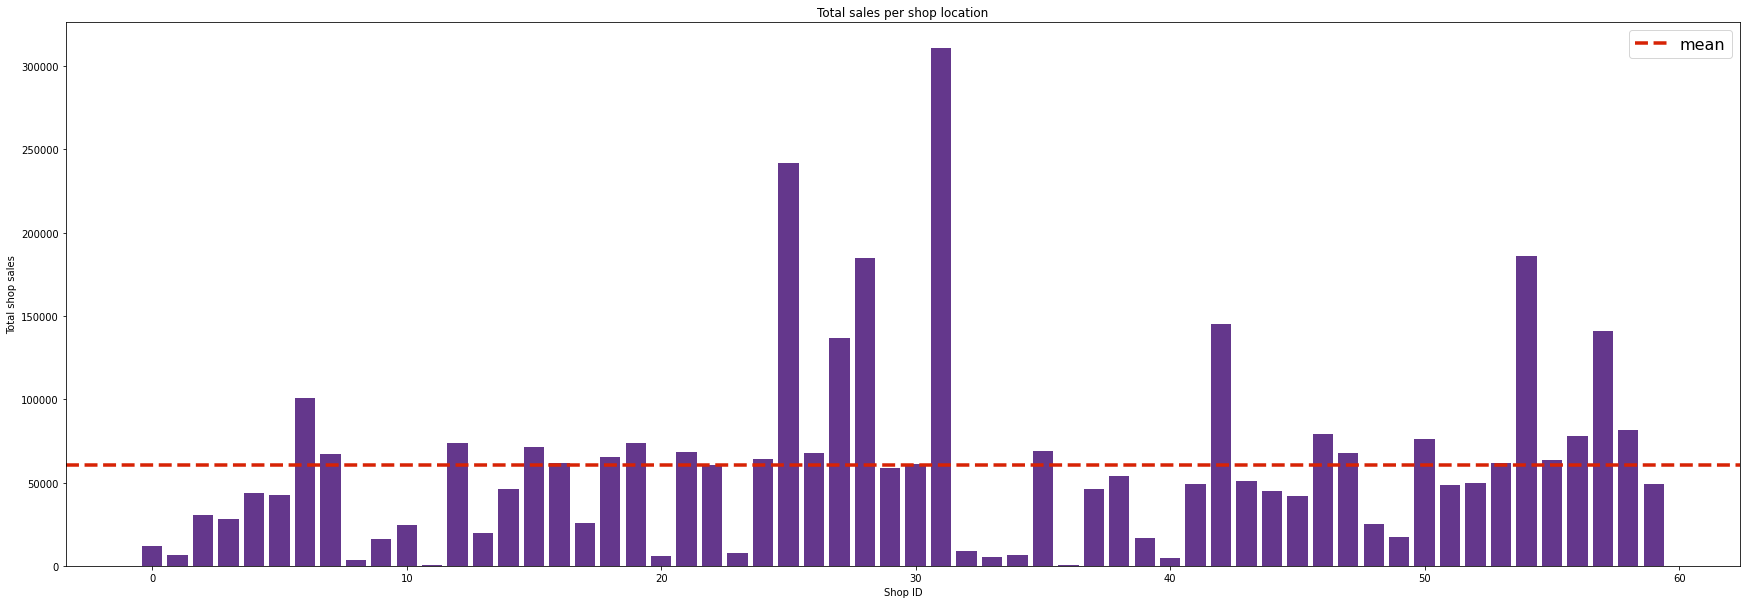 Total sales per shop location
mean
300000
250000
200000
150000
100000
50000
0
Total shop sales
0 10 20 30 40 50 60
Shop ID